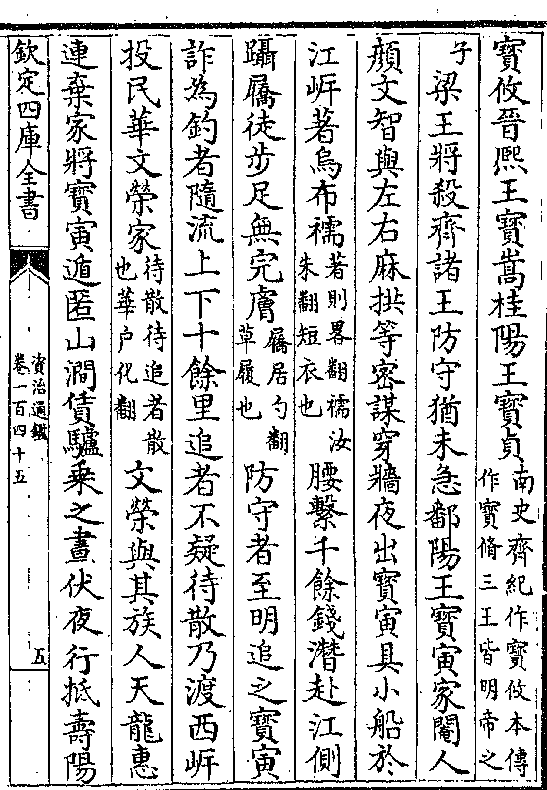 寶攸晉熈王寶嵩桂陽王寶貞南史齊紀作寶攸本傳作寶脩三王皆明帝之
子梁王將殺齊諸王防守猶未急鄱陽王寶寅家閹人
顔文智與左右麻拱等密謀穿牆夜出寶寅具小船於
江㟁著烏布襦著則畧翻襦汝朱翻短衣也腰繫千餘錢潛赴江側
躡屩徒步足無完膚屩居勺翻草履也防守者至明追之寶寅
詐為釣者隨流上下十餘里追者不疑待散乃渡西㟁
投民華文榮家待散待追者散也華户化翻文榮與其族人天龍惠
連棄家將寶寅遁匿山澗賃驢乗之晝伏夜行抵壽陽
欽定四庫全書
資治通鑑
卷一百四十五
五